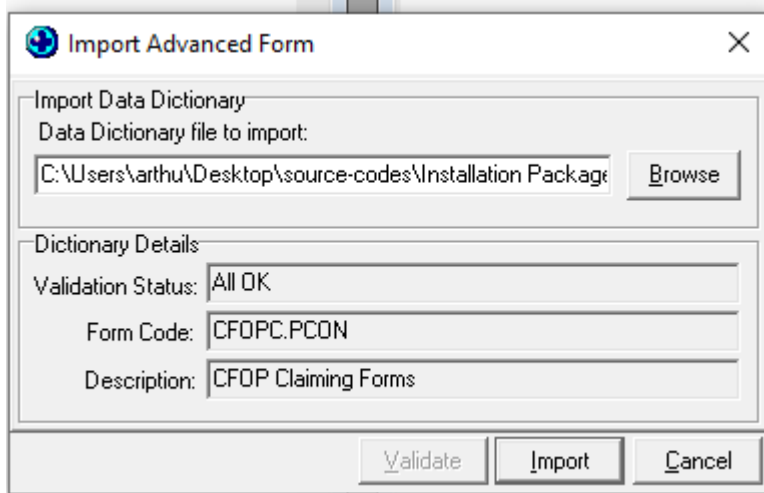 Import Advanced Form
Import Data Dictionary
Data Dictionary file to import:
C:\Users\arthu\Desktop\source-codes\Installation Package
Browse
Dictionary Details
Validation Status: All OK
Form Code: CFOPC.PCON
Description: CFOP Claiming Forms
Validate Import Cancel